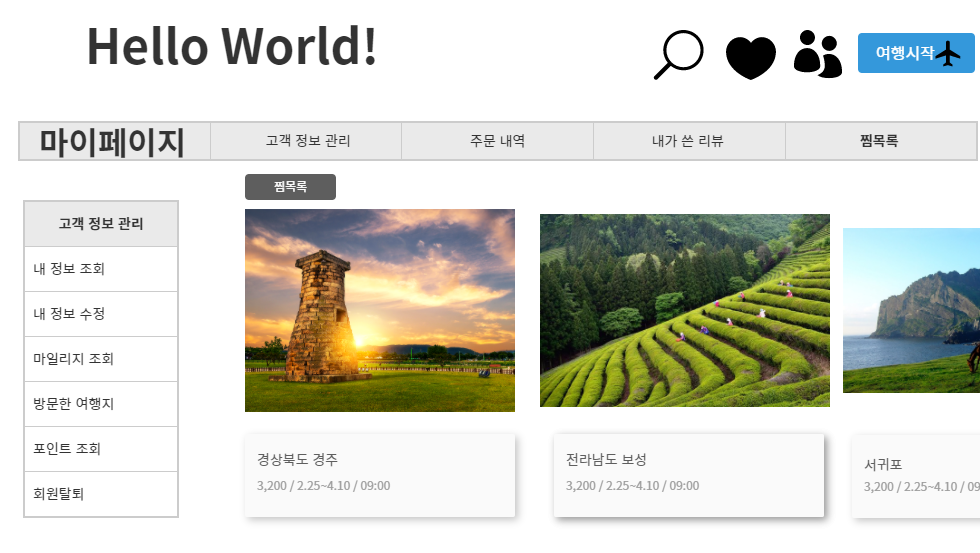 Hello World!
여행시작
마이페이지
고객 정보 관리
주문 내역
내가 쓴 리뷰
찜목록
찜목록
고객 정보 관리
내 정보 조회
내 정보 수정
마일리지 조회
방문한 여행지
포인트 조회
회원탈퇴
경상북도 경주
3,200 / 2.25~4.10 / 09:00
전라남도 보성
3,200 / 2.25~4.10 / 09:00
서귀포
3,200 / 2.25~4.10 / 09